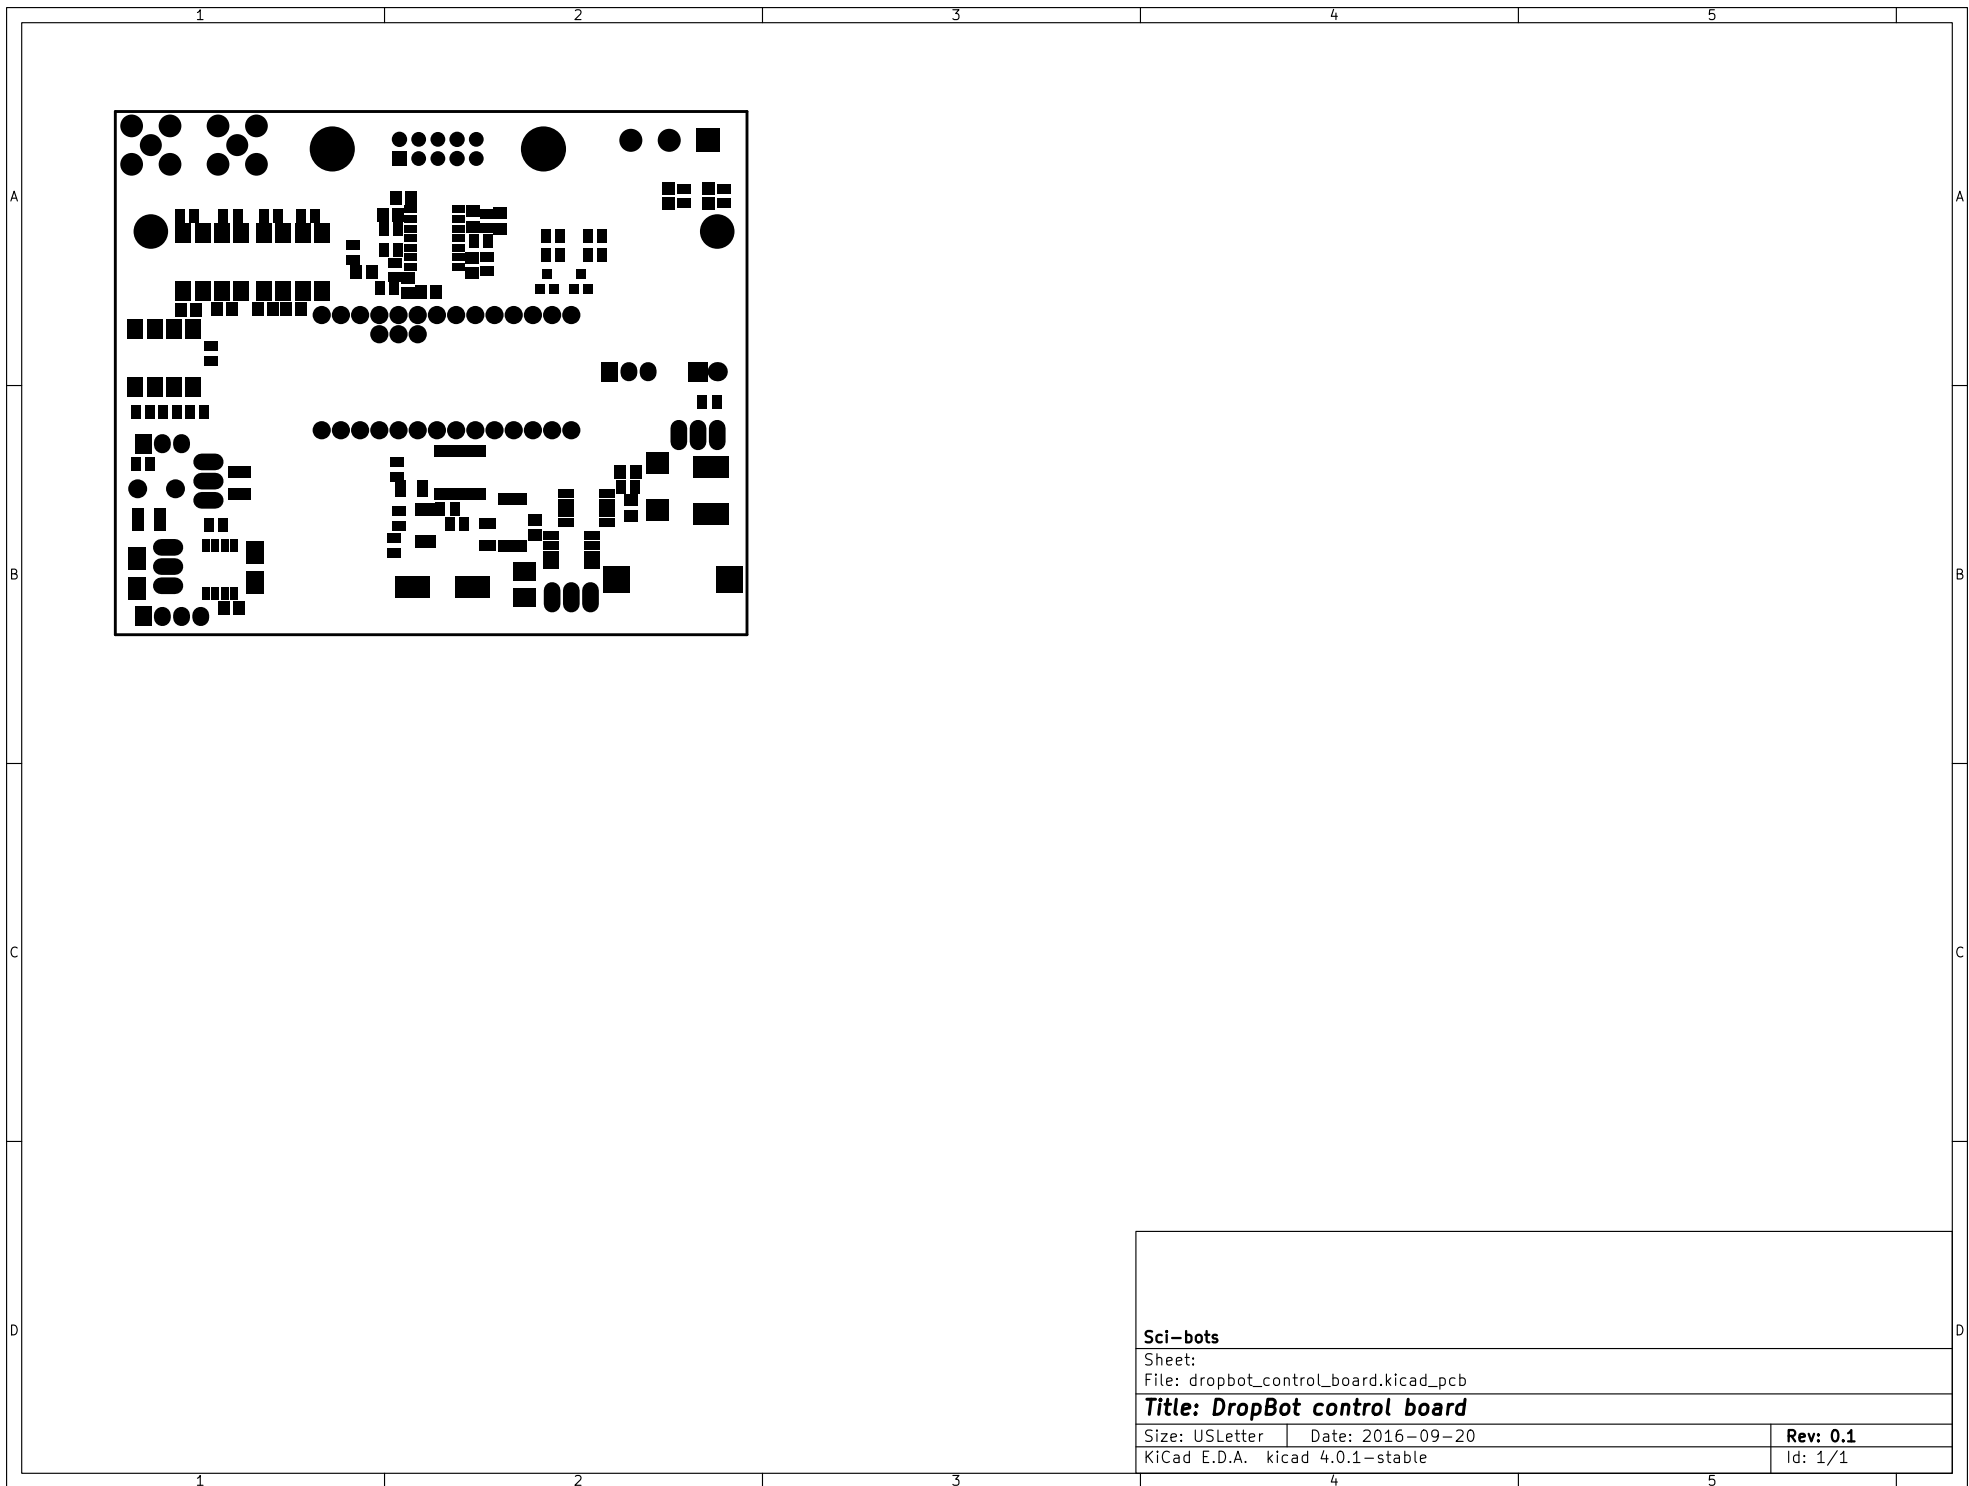 1 2 3 4 5
A A
B B
C C
D D
Sci-bots
Sheet:
File: dropbot_control_board.kicad_pcb
Title: DropBot control board
Size: USLetter Date: 2016-09-20 Rev: 0.1
KiCad E.D.A. kicad 4.0.1-stable Id: 1/1
1 2 3 4 5